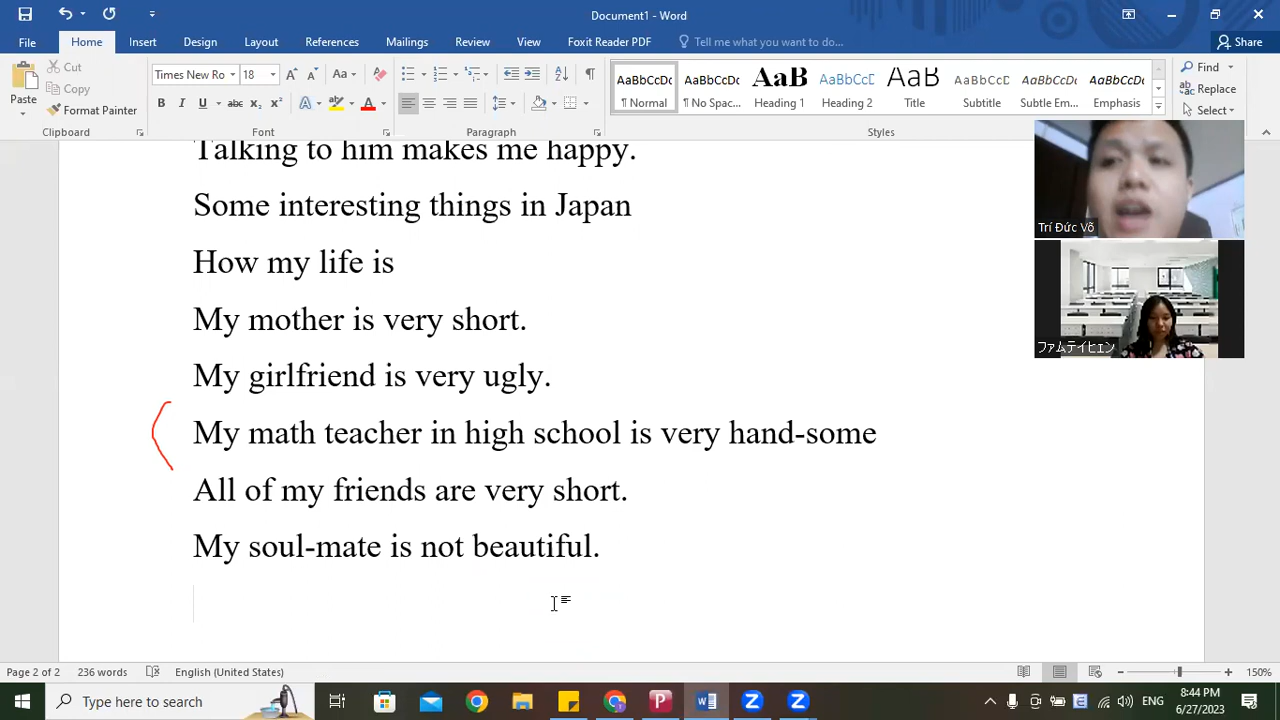 Document1 - Word
File Home Insert Design Layout References Mailings Review View Foxit Reader PDF Tell me what you want to do... Share
Paste
Cut
Copy
Format Painter
Clipboard
Times New Ro 18
Font
Paragraph
AaBbCcDc AaBbCcDc AaB AaBbCcD AaB AaBbCcD AaBbCcDc AaBbCcDc
¶ Normal ¶ No Spac... Heading Heading 2 Title Subtitle Subtle Em... Emphasis
Styles
Find
Replace
Select
Talking to him makes me happy.
Some interesting things in Japan
How my life is
My mother is very short.
My girlfriend is very ugly.
My math teacher in high school is very hand-some
All of my friends are very short.
My soul-mate is not beautiful.
Trí Đức Võ
ファムテイヒェン
Page 2 of 2 236 words English (United States) 150%
Type here to search
8:44 PM
6/27/2023